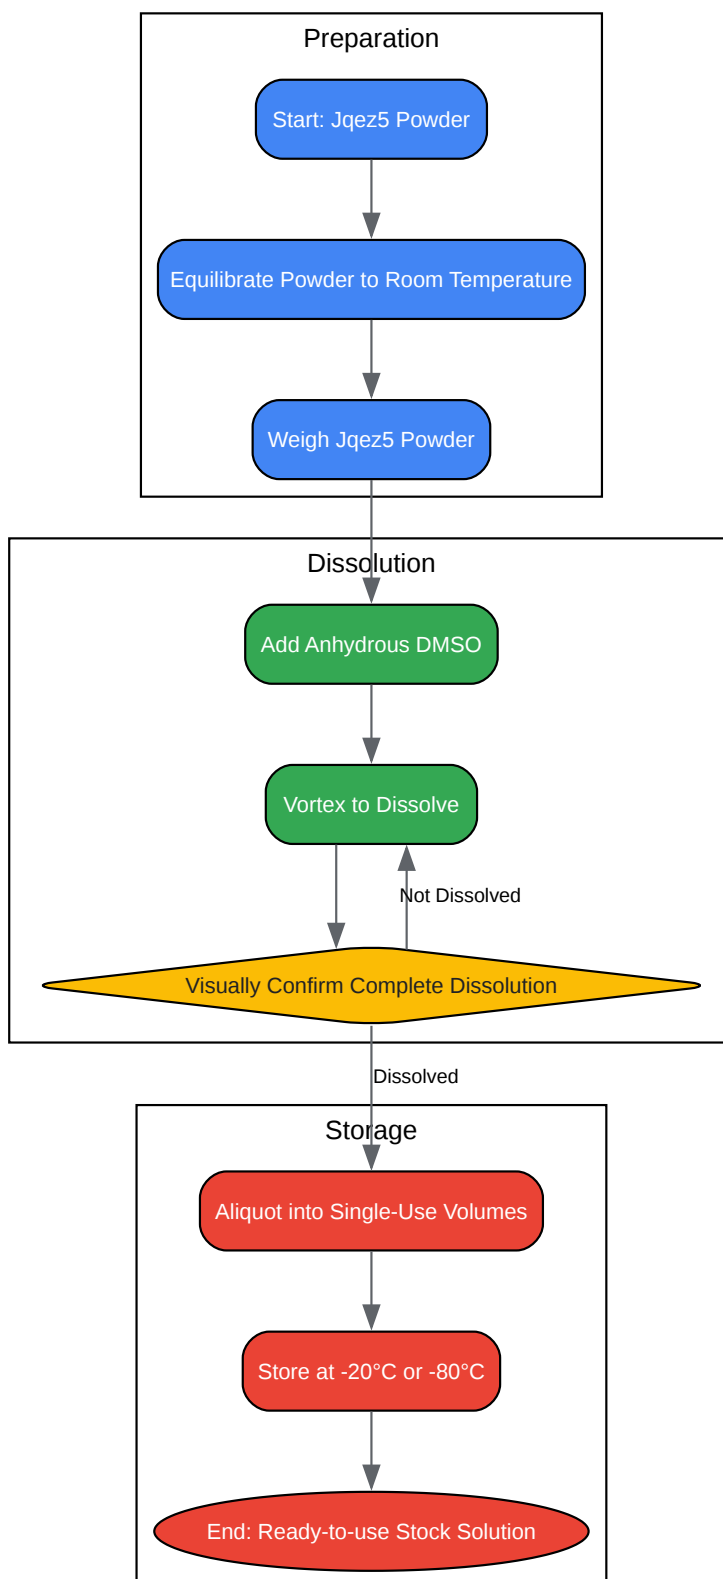 Preparation
Start: Jqez5 Powder
Equilibrate Powder to Room Temperature
Weigh Jqez5 Powder
Dissolution
Add Anhydrous DMSO
Vortex to Dissolve
Not Dissolved
Visually Confirm Complete Dissolution
Dissolved
Storage
Aliquot into Single-Use Volumes
Store at -20°C or -80°C
End: Ready-to-use Stock Solution